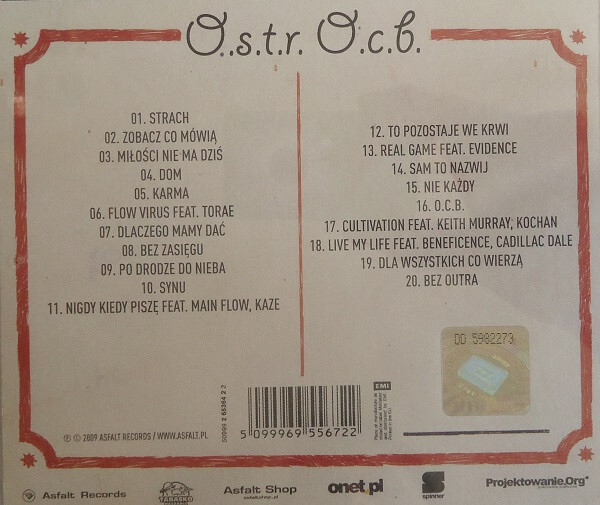 O.s.t.r. O.c.b.
01. STRACH
02. ZOBACZ CO MÓWIĄ
03. MIŁOŚCI NIE MA DZIŚ
04. DOM
05. KARMA
06. FLOW VIRUS FEAT. TORAE
07. DLACZEGO MAMY DAĆ
08. BEZ ZASIĘGU
09. PO DRODZE DO NIEBA
10. SYNU
11. NIGDY KIEDY PISZĘ FEAT. MAIN FLOW, KAZE
12. TO POZOSTAJE WE KRWI
13. REAL GAME FEAT. EVIDENCE
14. SAM TO NAZWIJ
15. NIE KAŻDY
16. O.C.B.
17. CULTIVATION FEAT. KEITH MURRAY, KOCHAN
18. LIVE MY LIFE FEAT. BENEFICENCE, CADILLAC DALE
19. DLA WSZYSTKICH CO WIERZĄ
20. BEZ OUTRA
DD 5982273
EMI
5 099969 556722
℗ © 2009 ASFALT RECORDS / WWW.ASFALT.PL
Asfalt Records
TABASKO
Asfalt Shop
asfaltshop.pl
onet.pl
spinner
Projektowanie.Org